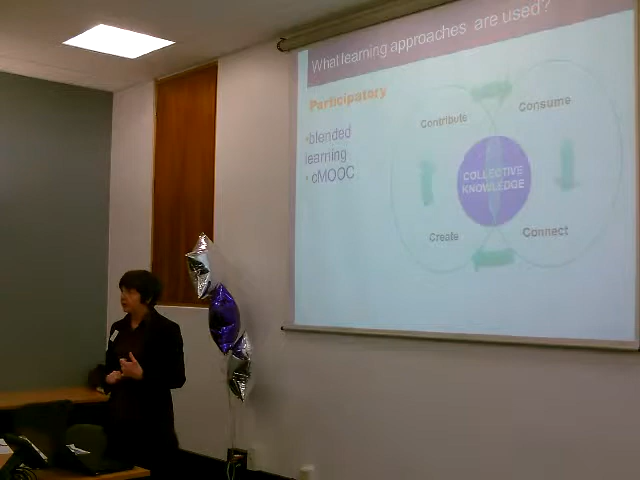 What learning approaches are used?
Participatory
•blended
learning
• cMOOC
Contribute
Consume
COLLECTIVE
KNOWLEDGE
Create
Connect